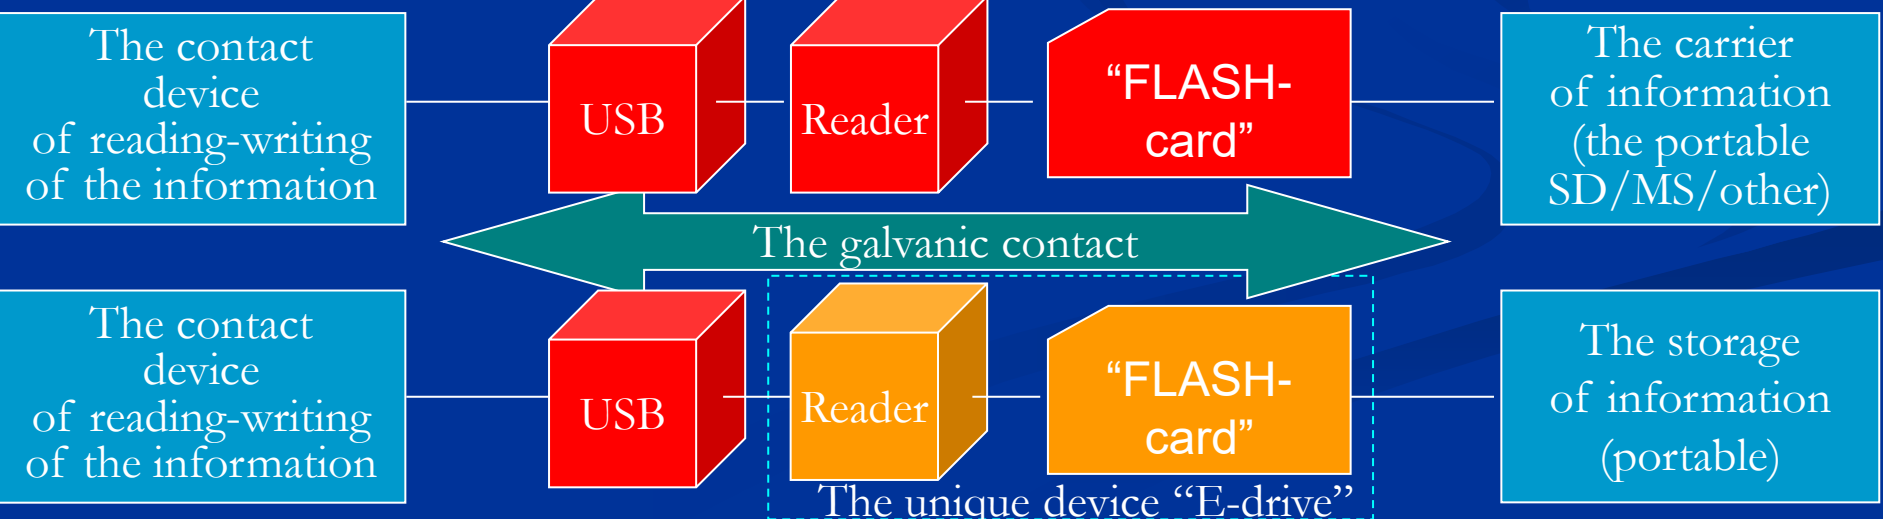 The contact
device
of reading-writing
of the information
USB
Reader
“FLASH-
card”
The carrier
of information
(the portable
SD/MS/other)
The galvanic contact
The contact
device
of reading-writing
of the information
USB
Reader
“FLASH-
card”
The storage
of information
(portable)
The unique device “E-drive”